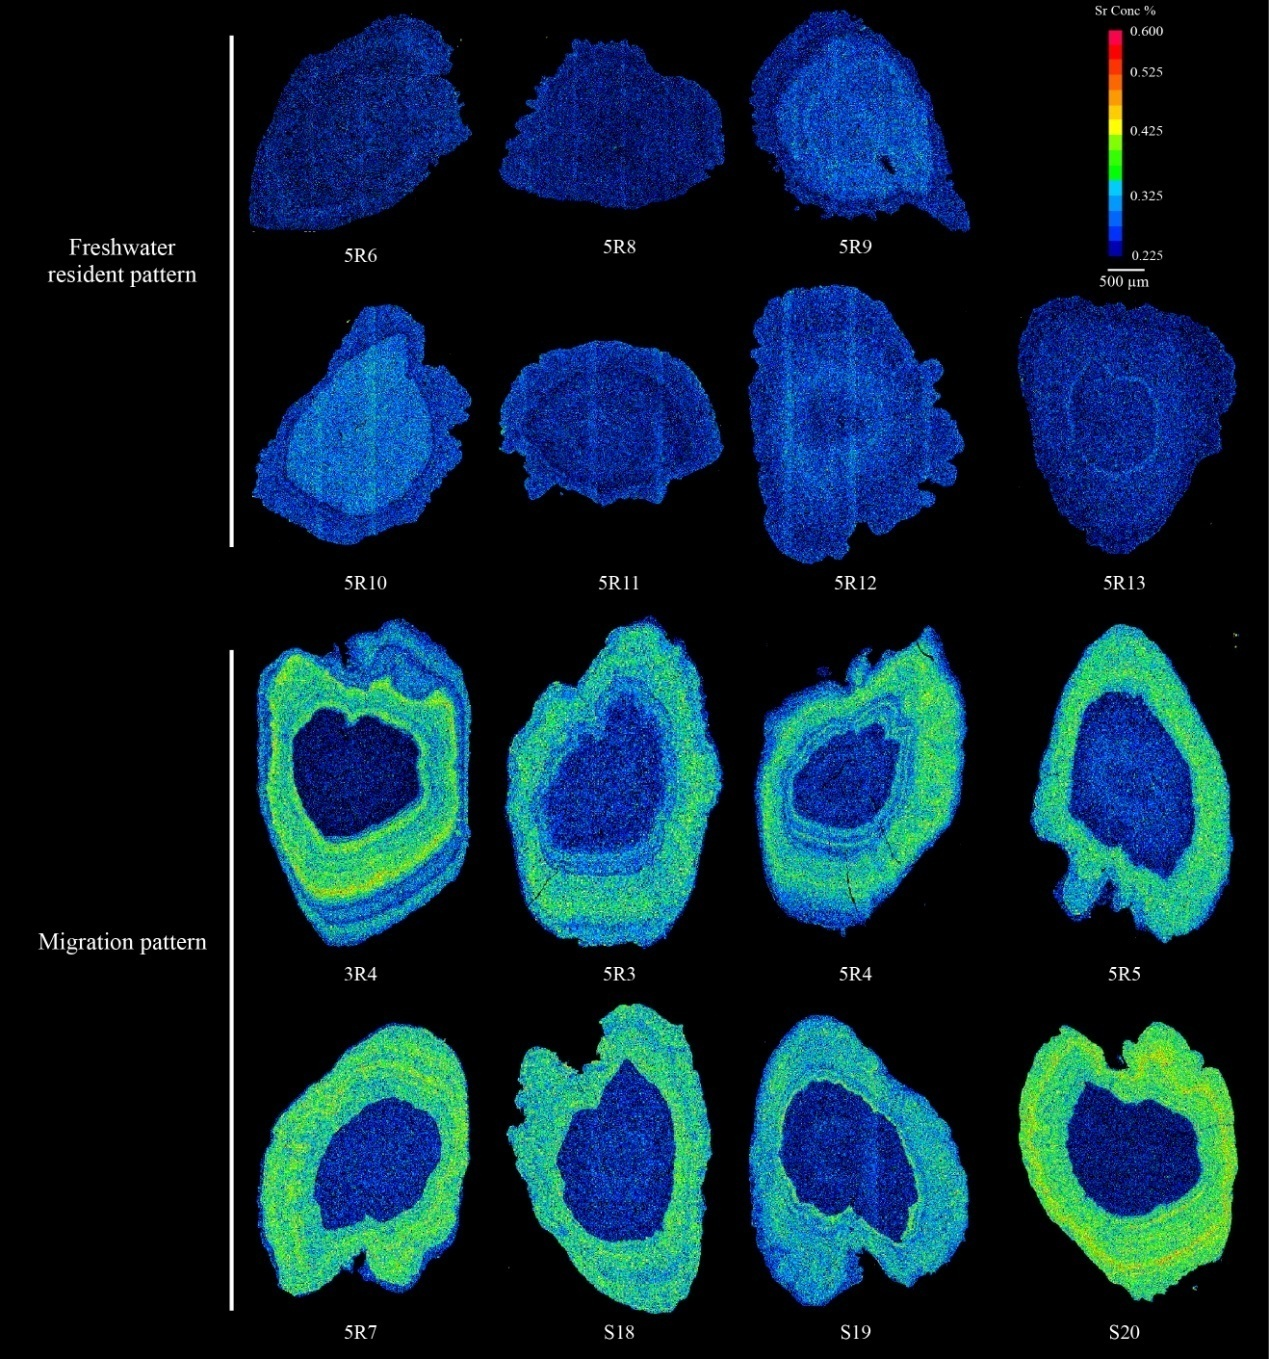 Sr Conc %
0.600
0.525
0.425
0.325
0.225
500 µm
Freshwater
resident pattern
5R6
5R8
5R9
5R10
5R11
5R12
5R13
Migration pattern
3R4
5R3
5R4
5R5
5R7
S18
S19
S20